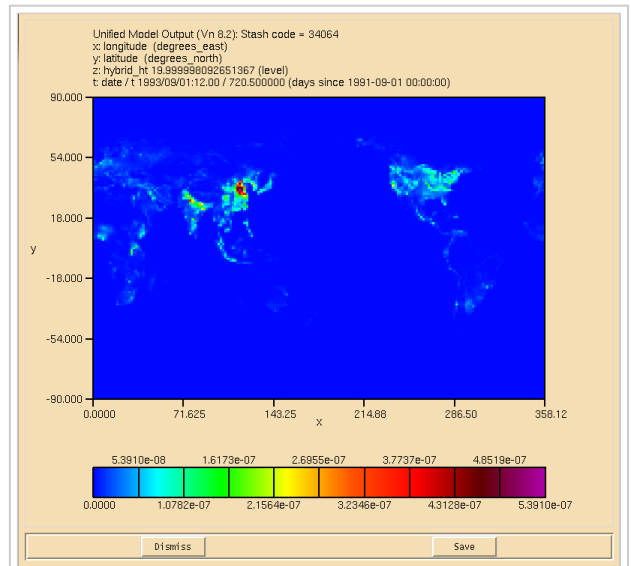 Unified Model Output (Vn 8.2): Stash code = 34064
x: longitude (degrees_east)
y: latitude (degrees_north)
z: hybrid_ht 19.999998092651367 (level)
t: date / t 1993/09/01:12.00 / 720.500000 (days since 1991-09-01 00:00:00)
90.000
54.000
18.000
y
-18.000
-54.000
-90.000
0.0000 71.625 143.25 214.88 286.50 358.12
x
5.3910e-08 1.6173e-07 2.6955e-07 3.7737e-07 4.8519e-07
0.0000 1.0782e-07 2.1564e-07 3.2346e-07 4.3128e-07 5.3910e-07
Dismiss Save